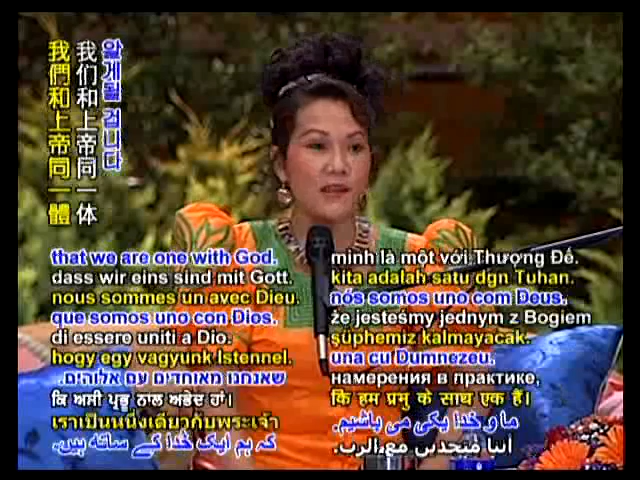 我們和上帝同一體
我们和上帝同一体
알게될 겁니다
that we are one with God.
dass wir eins sind mit Gott.
nous sommes un avec Dieu.
que somos uno con Dios.
di essere uniti a Dio.
hogy egy vagyunk Istennel.
שאנחנו מאוחדים עם אלוהים.
ਕਿ ਅਸੀ ਪ੍ਰਭੂ ਨਾਲ ਅਭੇਦ ਹਾਂ।
เราเป็นหนึ่งเดียวกับพระเจ้า
کہ ہم ایک خُدا کے ساتھ ہیں.
mình là một với Thượng Đế.
kita adalah satu dgn Tuhan.
nós somos uno com Deus.
że jesteśmy jednym z Bogiem
şüphemiz kalmayacak.
una cu Dumnezeu.
намерения в практике,
कि हम प्रभु के साथ एक हैं।
ما و خدا یکی می باشیم.
أننا مُتحدين مع الرب.